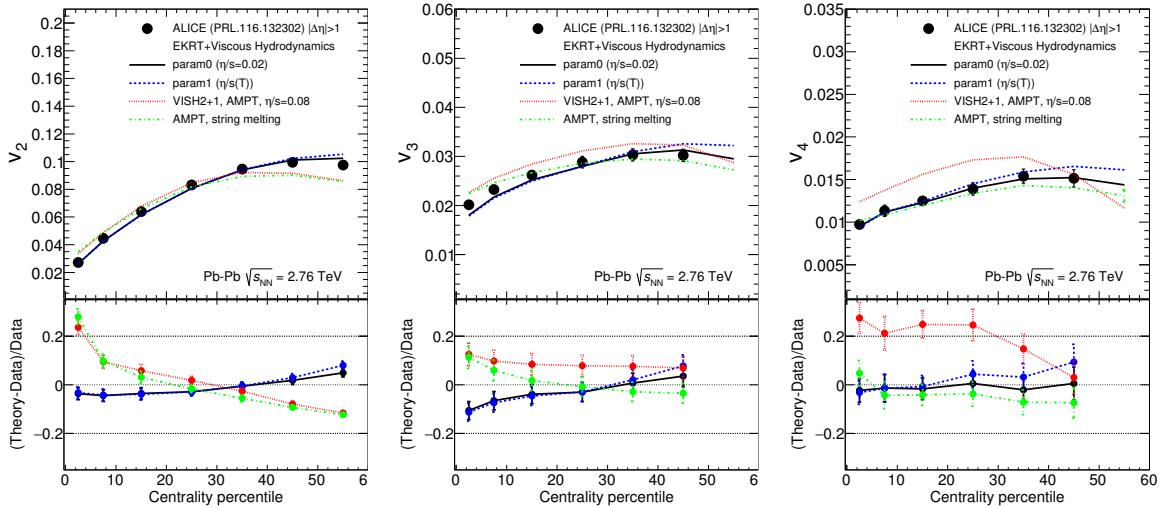 0.2
0.18
0.16
0.14
0.12
0.1
0.08
0.06
0.04
0.02
v2
ALICE (PRL.116.132302) |Δη|>1
EKRT+Viscous Hydrodynamics
param0 (η/s=0.02)
param1 (η/s(T))
VISH2+1, AMPT, η/s=0.08
AMPT, string melting
Pb-Pb √sNN = 2.76 TeV
0.2
0
−0.2
(Theory-Data)/Data
0 10 20 30 40 50 6
Centrality percentile
0.06
0.05
0.04
0.03
0.02
0.01
v3
ALICE (PRL.116.132302) |Δη|>1
EKRT+Viscous Hydrodynamics
param0 (η/s=0.02)
param1 (η/s(T))
VISH2+1, AMPT, η/s=0.08
AMPT, string melting
Pb-Pb √sNN = 2.76 TeV
0.2
0
−0.2
(Theory-Data)/Data
0 10 20 30 40 50 6
Centrality percentile
0.04
0.035
0.03
0.025
0.02
0.015
0.01
0.005
v4
ALICE (PRL.116.132302) |Δη|>1
EKRT+Viscous Hydrodynamics
param0 (η/s=0.02)
param1 (η/s(T))
VISH2+1, AMPT, η/s=0.08
AMPT, string melting
Pb-Pb √sNN = 2.76 TeV
0.2
0
−0.2
(Theory-Data)/Data
0 10 20 30 40 50 60
Centrality percentile